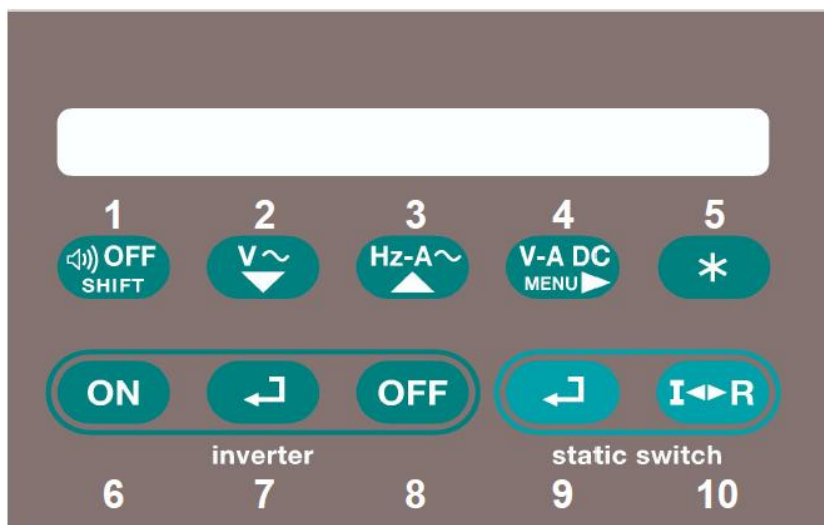 1 2 3 4 5
OFF V~ Hz-A~ V-A DC *
SHIFT MENU
ON OFF I R
inverter static switch
6 7 8 9 10